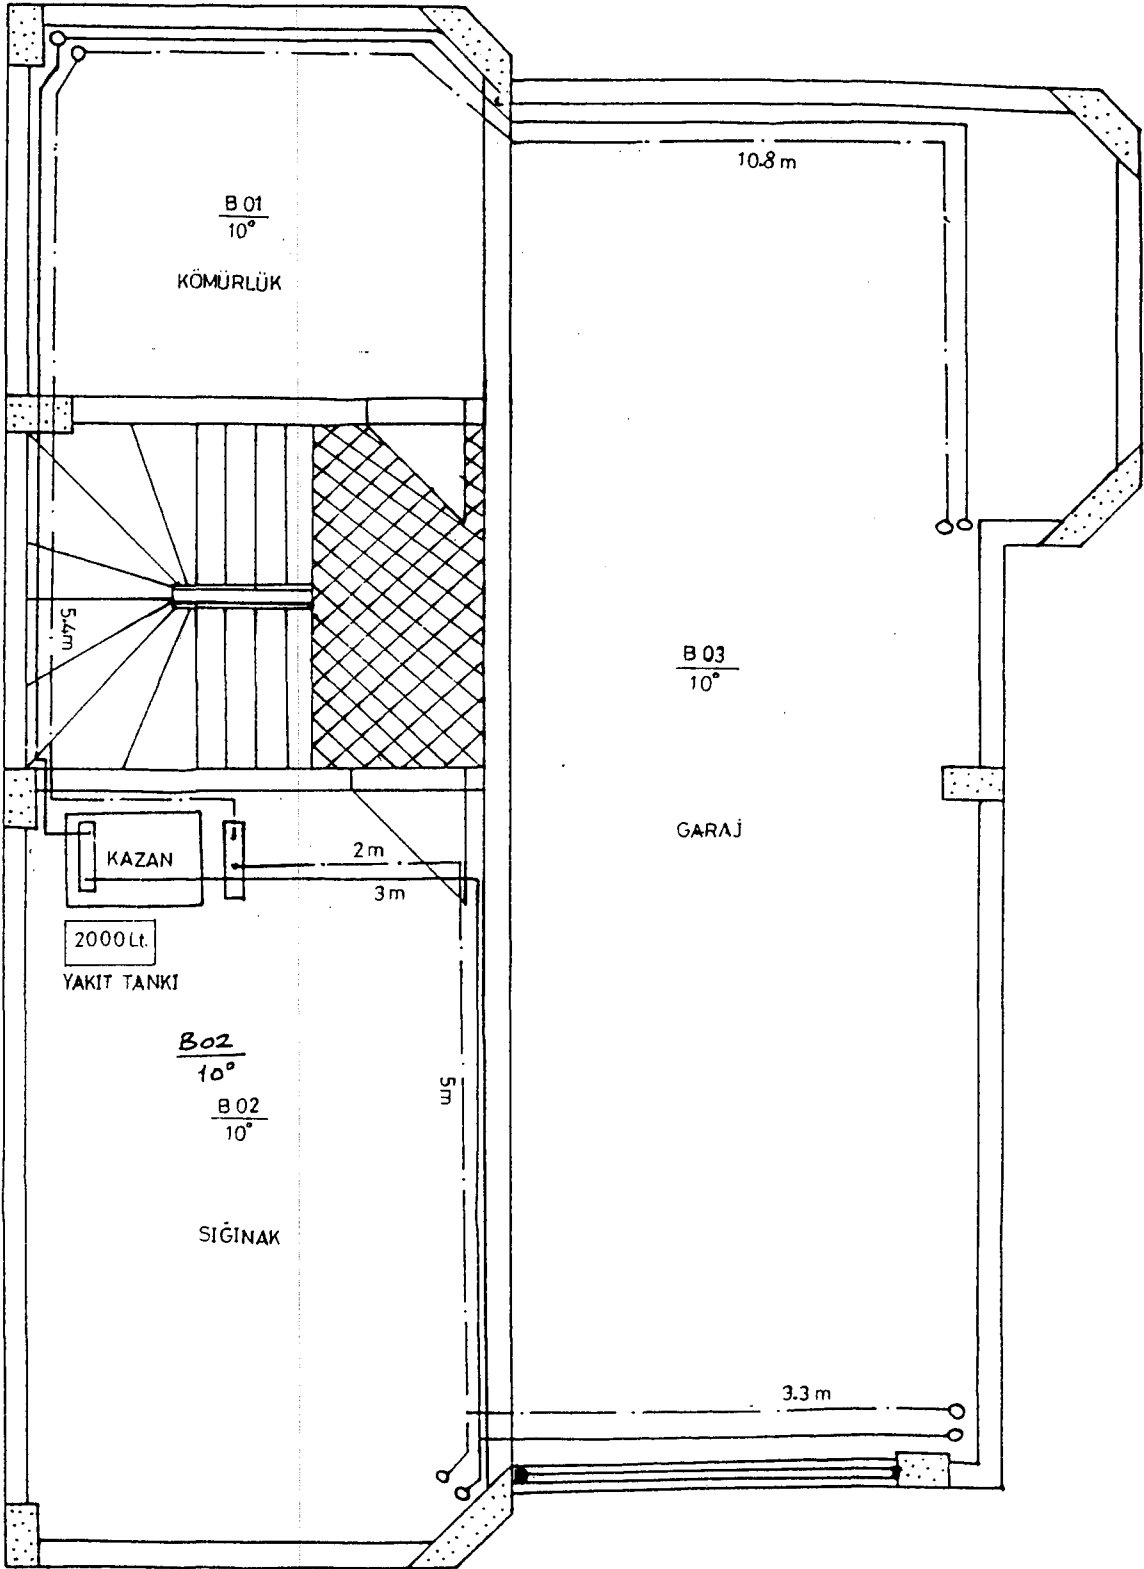 10.8 m
B 01
10°
KÖMÜRLÜK
5.4m
B 03
10°
GARAJ
KAZAN
2 m
3 m
2000 Lt.
YAKIT TANKI
B02
10°
5m
B 02
10°
SIĞINAK
3.3 m